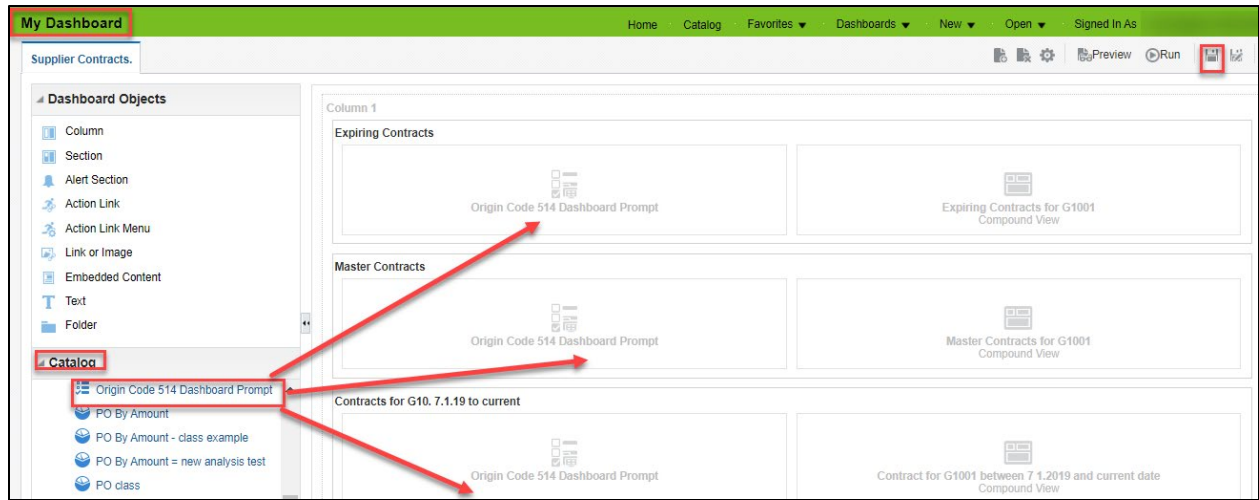 My Dashboard
Home Catalog Favorites Dashboards New Open Signed In As
Supplier Contracts.
Preview Run
Dashboard Objects
Column
Section
Alert Section
Action Link
Action Link Menu
Link or Image
Embedded Content
Text
Folder
Catalog
Origin Code 514 Dashboard Prompt
PO By Amount
PO By Amount - class example
PO By Amount = new analysis test
PO class
Column 1
Expiring Contracts
Origin Code 514 Dashboard Prompt
Expiring Contracts for G1001
Compound View
Master Contracts
Origin Code 514 Dashboard Prompt
Master Contracts for G1001
Compound View
Contracts for G10. 7.1.19 to current
Origin Code 514 Dashboard Prompt
Contract for G1001 between 7 1.2019 and current date
Compound View